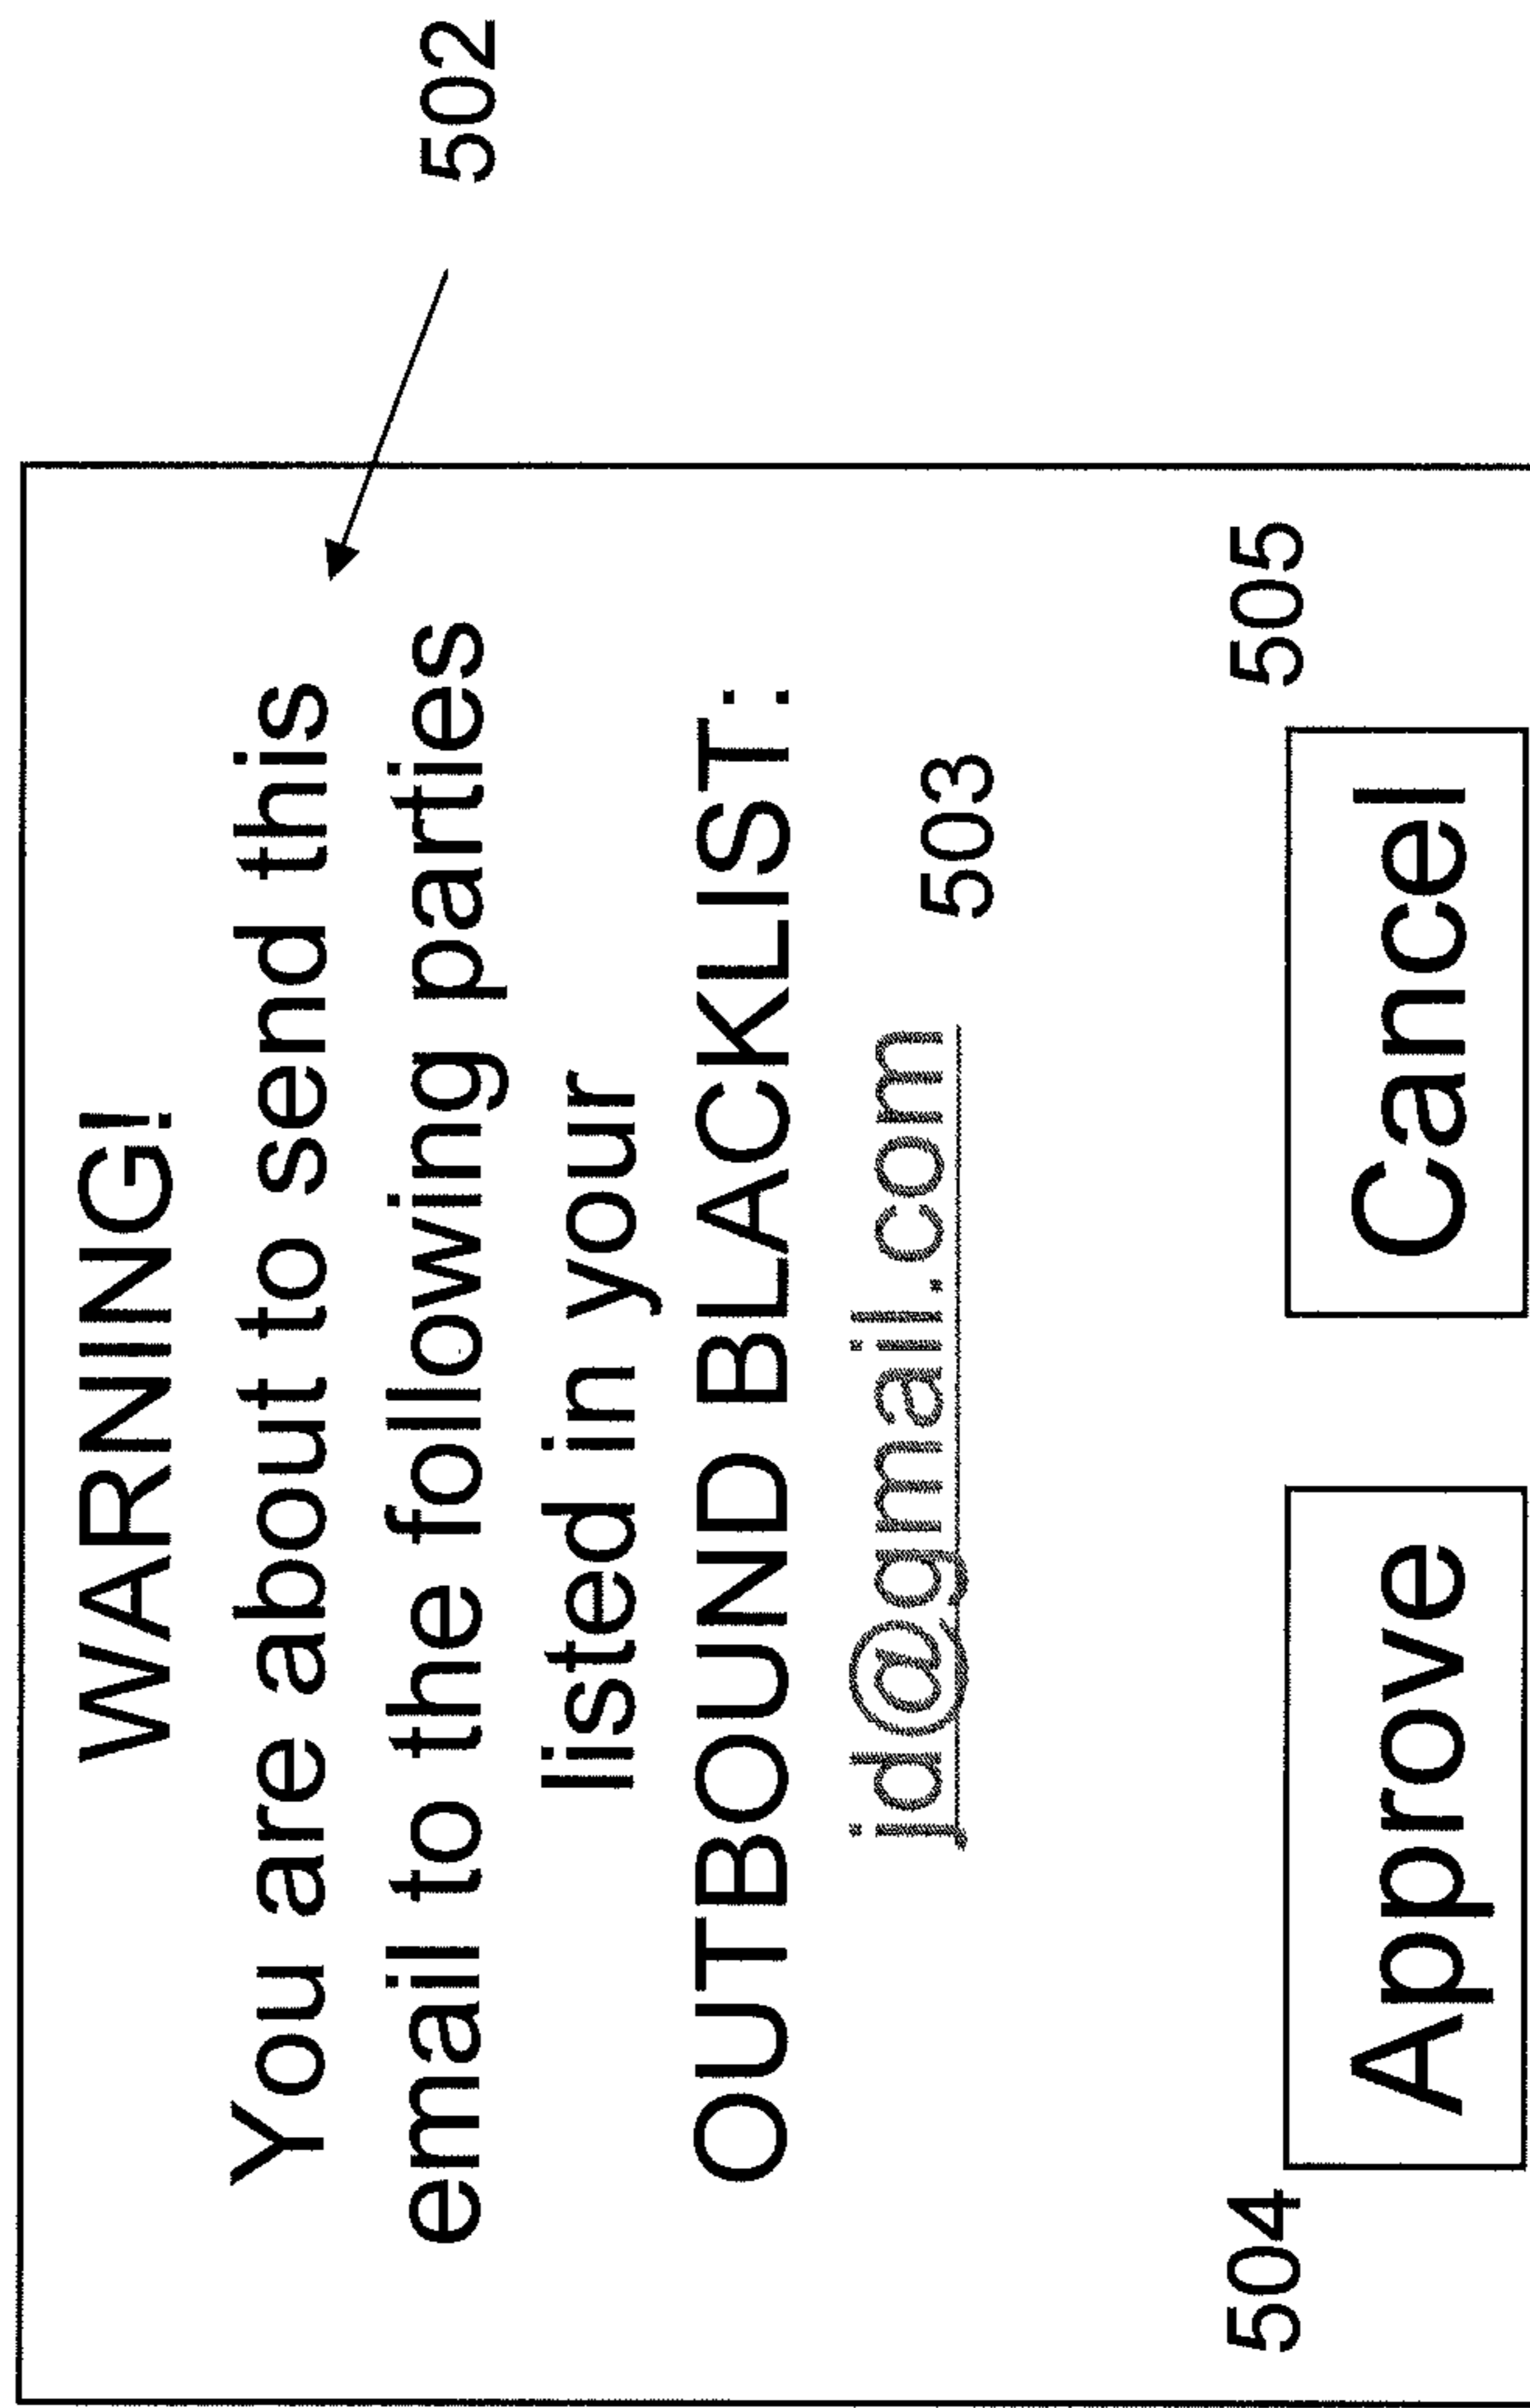 WARNING!
You are about to send this
email to the following parties
listed in your
OUTBOUND BLACKLIST:
jd@gmail.com
502
503
504
505
Approve
Cancel